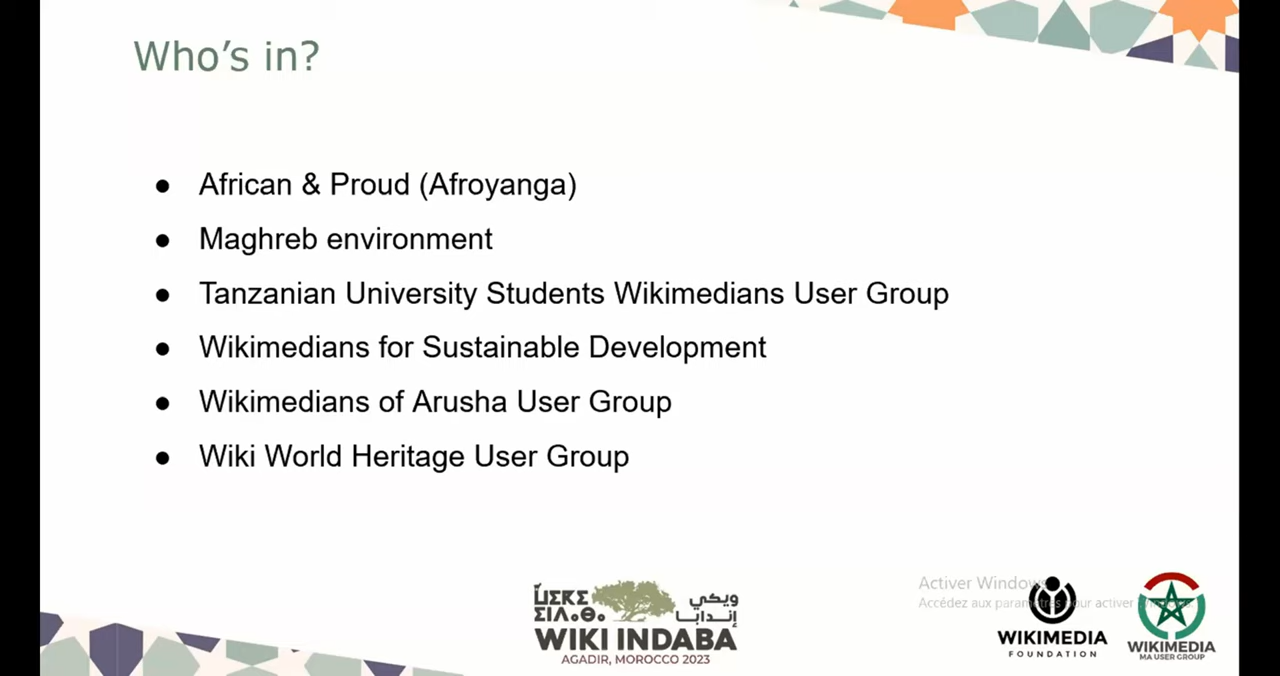 Who's in?
● African & Proud (Afroyanga)
● Maghreb environment
● Tanzanian University Students Wikimedians User Group
● Wikimedians for Sustainable Development
● Wikimedians of Arusha User Group
● Wiki World Heritage User Group
ويكي
إندابا
WIKI INDABA
AGADIR, MOROCCO 2023
Activer Windows
Accédez aux paramètres pour activer Windows.
WIKIMEDIA
FOUNDATION
WIKIMEDIA
MA USER GROUP